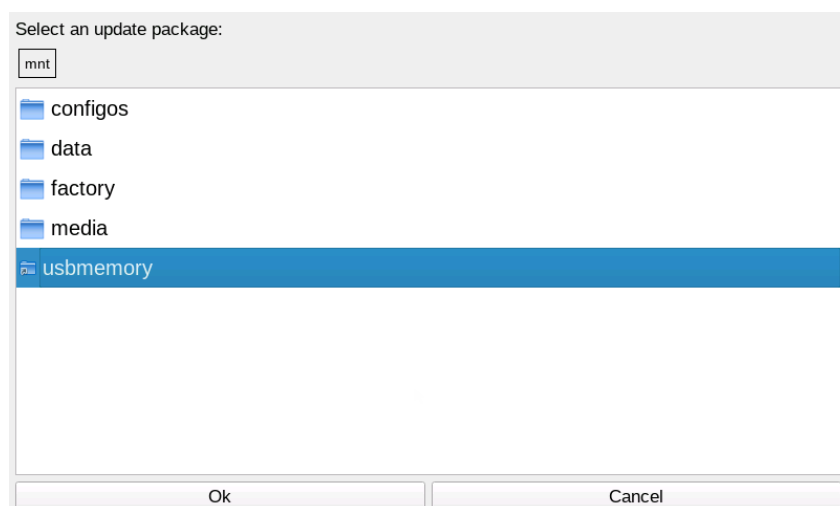 Select an update package:
mnt
configos
data
factory
media
usbmemory
Ok Cancel